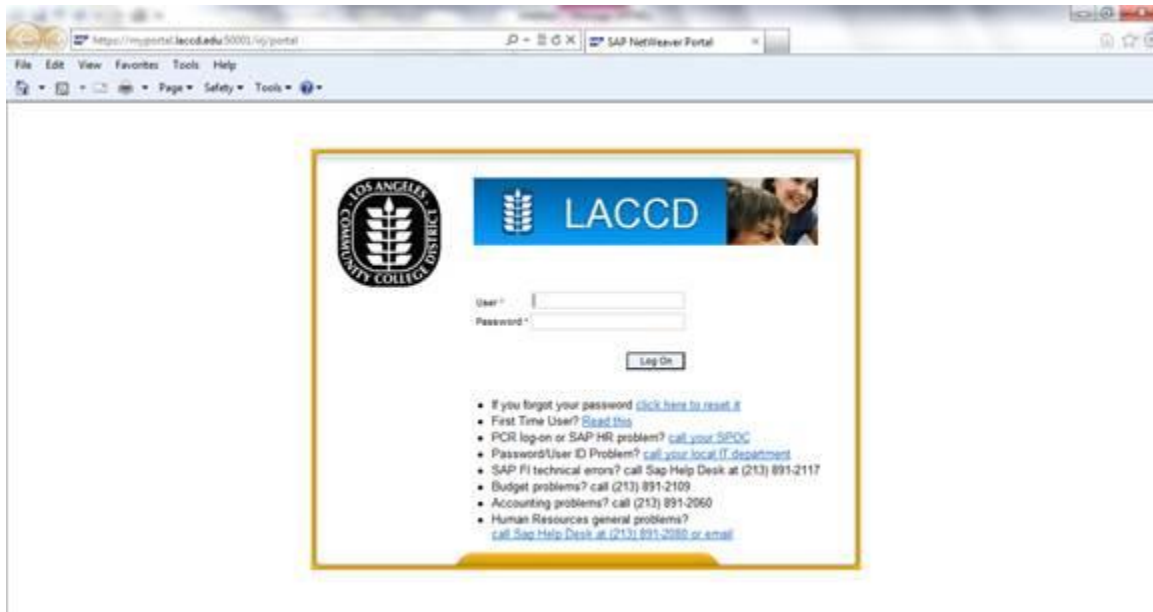 https://myportal.laccd.edu:50001/irj/portal
SAP NetWeaver Portal
File Edit View Favorites Tools Help
Page Safety Tools
LOS ANGELES
COMMUNITY COLLEGE DISTRICT
LACCD
User *
Password *
Log On
If you forgot your password click here to reset it
First Time User? Read this
PCR log-on or SAP HR problem? call your SPOC
Password/User ID Problem? call your local IT department
SAP FI technical errors? call Sap Help Desk at (213) 891-2117
Budget problems? call (213) 891-2109
Accounting problems? call (213) 891-2060
Human Resources general problems?
call Sap Help Desk at (213) 891-2080 or email